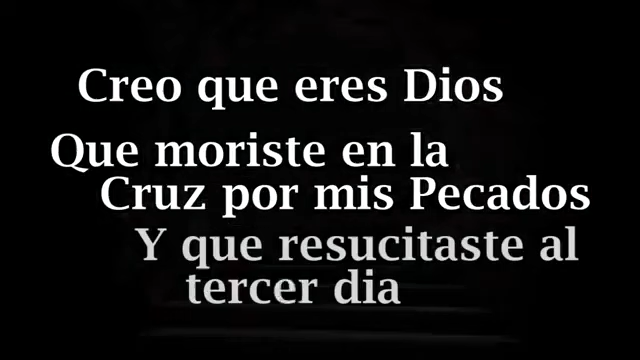 Creo que eres Dios
Que moriste en la
Cruz por mis Pecados
Y que resucitaste al
tercer dia